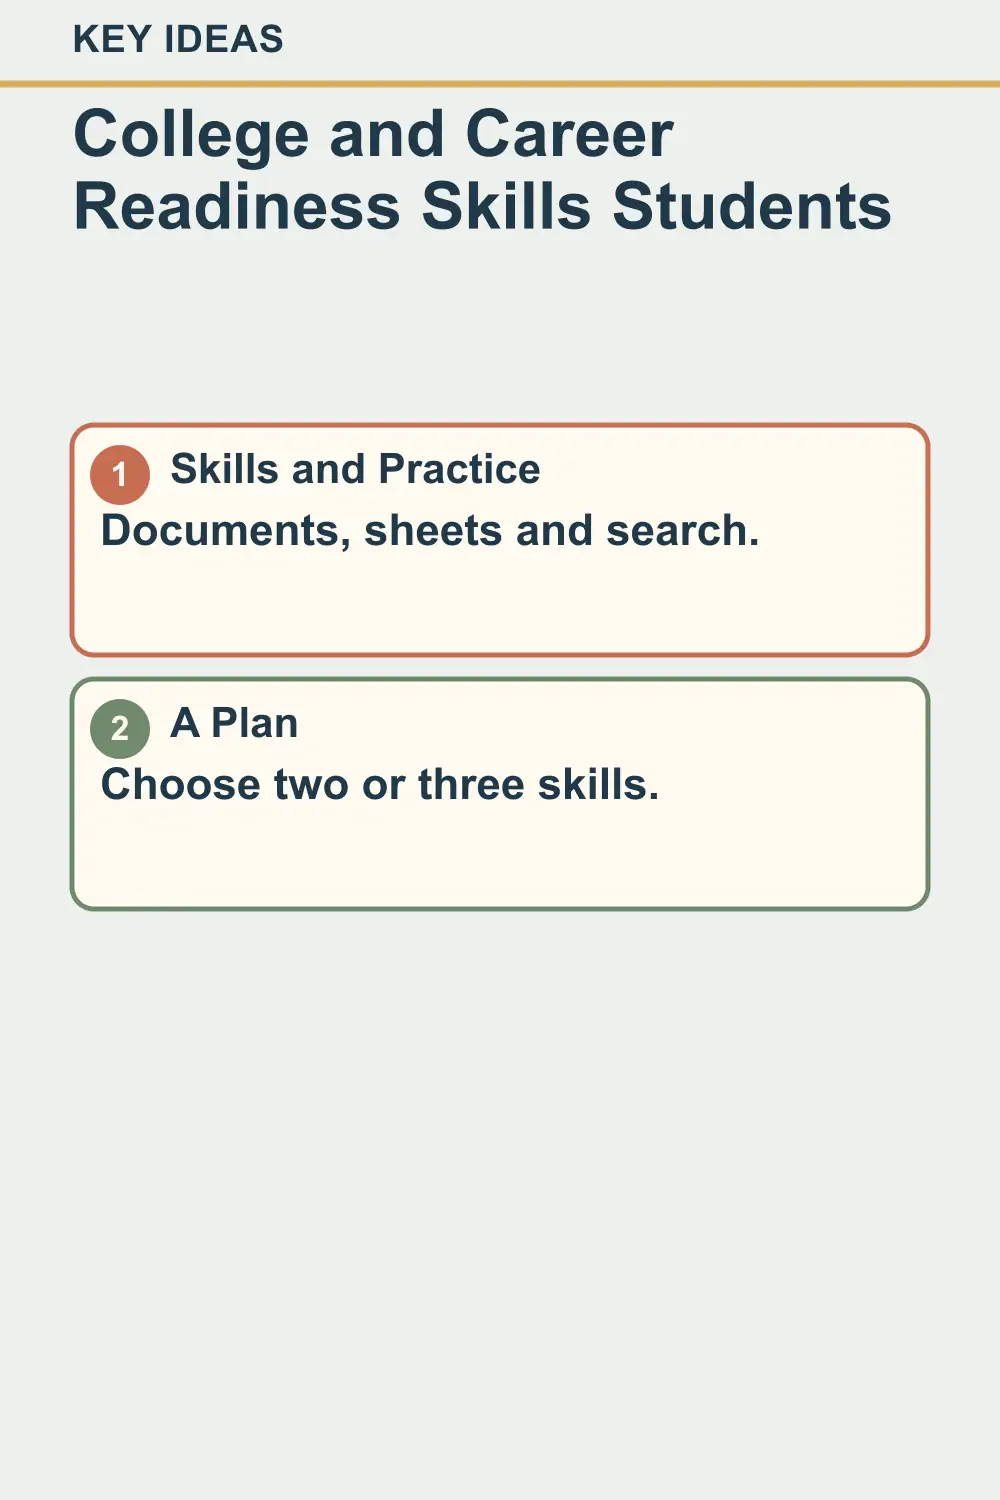 KEY IDEAS
College and Career
Readiness Skills Students
1 Skills and Practice
Documents, sheets and search.
2 A Plan
Choose two or three skills.